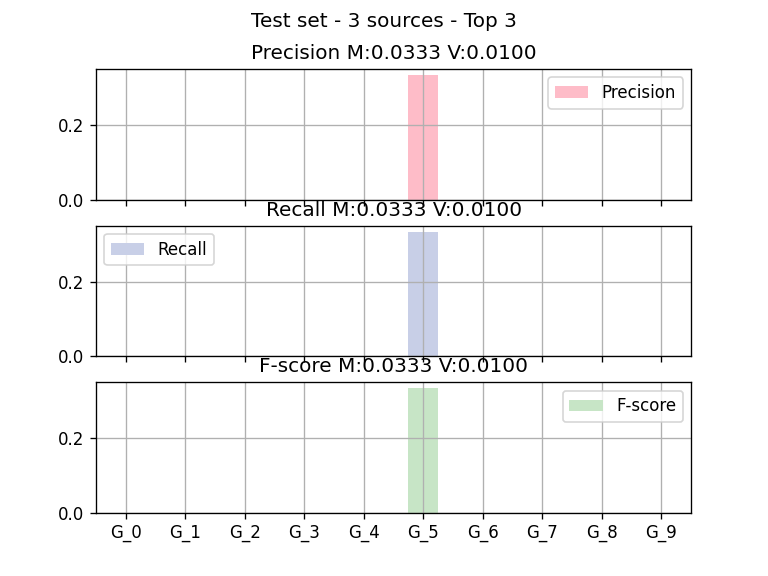 Test set - 3 sources - Top 3
Precision M:0.0333 V:0.0100
Precision
0.2
0.0
Recall M:0.0333 V:0.0100
Recall
0.2
0.0
F-score M:0.0333 V:0.0100
F-score
0.2
0.0
G_0 G_1 G_2 G_3 G_4 G_5 G_6 G_7 G_8 G_9